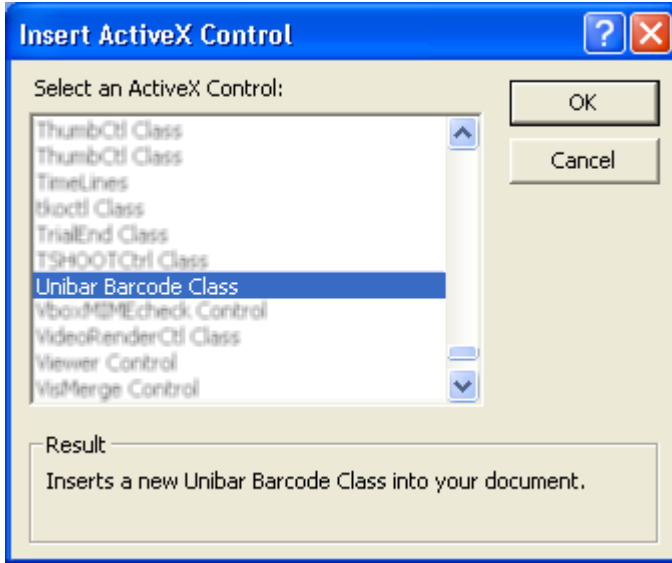 Insert ActiveX Control
Select an ActiveX Control:
OK
Cancel
ThumbCtl Class
ThumbCtl Class
TimeLines
tkoctl Class
TrialEnd Class
TSHOOTCtrl Class
Unibar Barcode Class
VboxMIMEcheck Control
VideoRenderCtl Class
Viewer Control
VisMerge Control
Result
Inserts a new Unibar Barcode Class into your document.